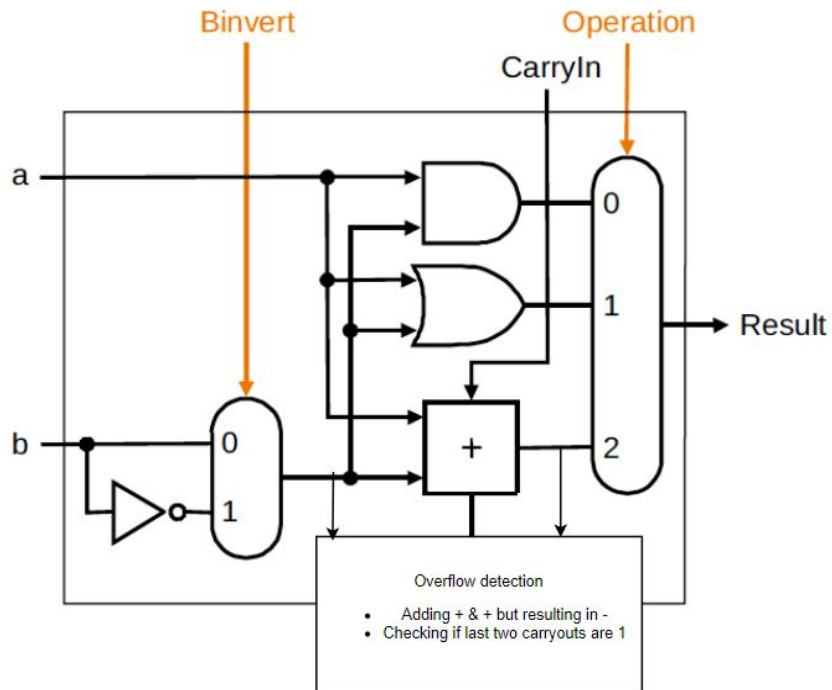 Binvert
Operation
CarryIn
a
0
1
Result
b
0
+
2
1
Overflow detection
• Adding + & + but resulting in -
• Checking if last two carryouts are 1